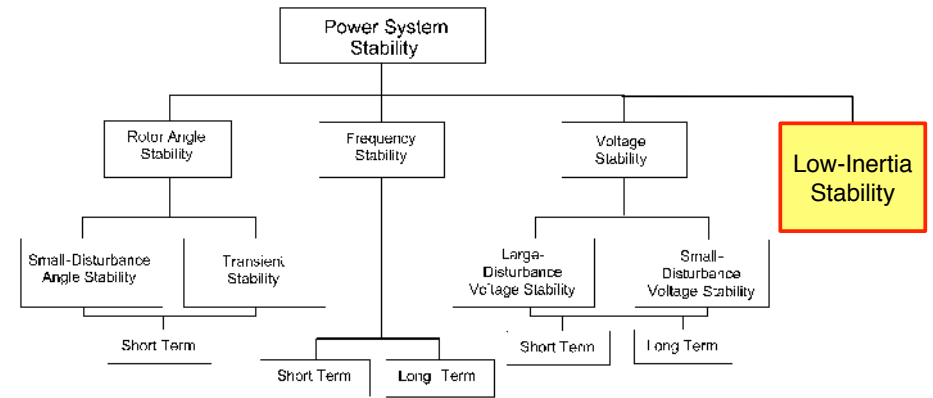 Power System
Stability
Rotor Angle
Stability
Frequency
Stability
Voltage
Stability
Low-Inertia
Stability
Small-Disturbance
Angle Stability
Transient
Stability
Large-
Disturbance
Voltage Stability
Small-
Disturbance
Voltage Stability
Short Term
Short Term
Long Term
Short Term
Long Term